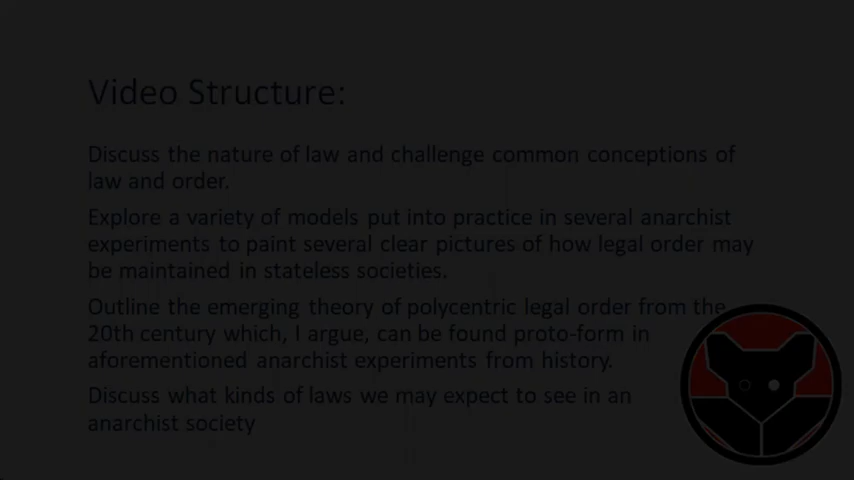 Video Structure:
Discuss the nature of law and challenge common conceptions of
law and order.
Explore a variety of models put into practice in several anarchist
experiments to paint several clear pictures of how legal order may
be maintained in stateless societies.
Outline the emerging theory of polycentric legal order from the
20th century which, I argue, can be found proto-form in
aforementioned anarchist experiments from history.
Discuss what kinds of laws we may expect to see in an
anarchist society